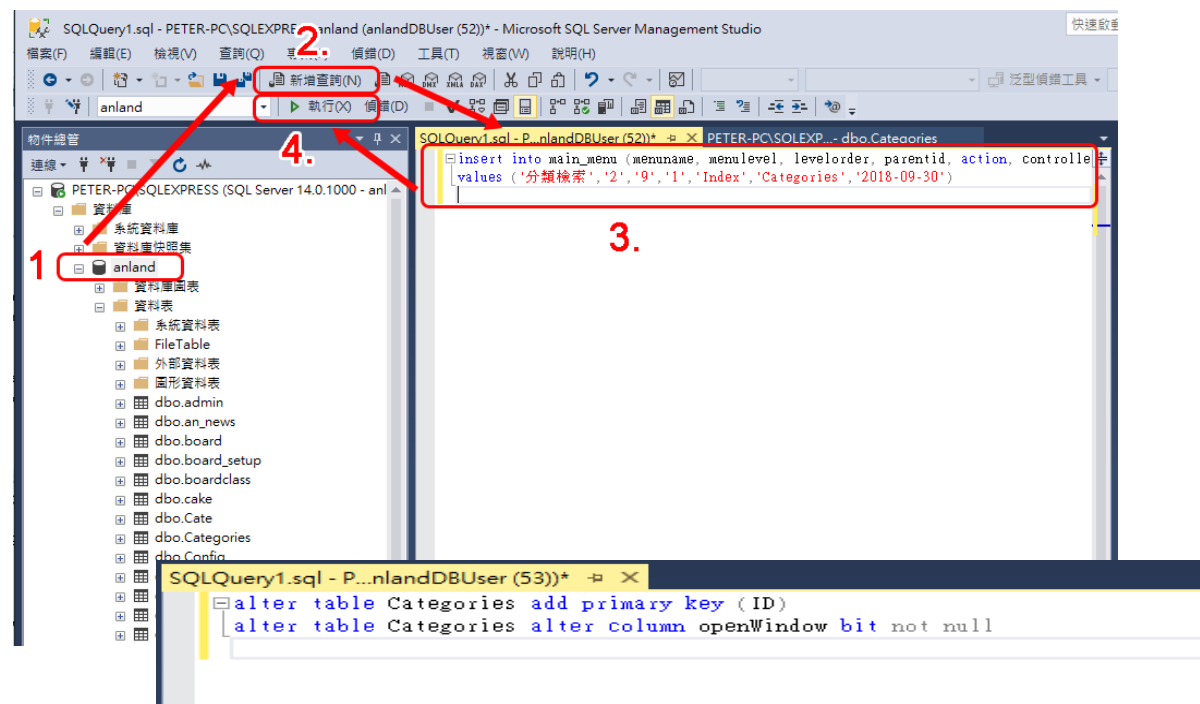 SQLQuery1.sql - PETER-PC\SQLEXPRE anland (anlandDBUser (52))* - Microsoft SQL Server Management Studio
快速啟動
檔案(F) 編輯(E) 檢視(V) 查詢(Q) 偵錯(D) 工具(T) 視窗(W) 說明(H)
2.
新增查詢(N)
泛型偵錯工具
anland 執行(X) 偵錯(D)
物件總管
SQLQuery1.sql - P...nlandDBUser (52))* PETER-PC\SQLEXP... - dbo.Categories
4.
連線
insert into main_menu (menuname, menulevel, levelorder, parentid, action, controlle
values ('分類檢索','2','9','1','Index','Categories','2018-09-30')
3.
PETER-PC\SQLEXPRESS (SQL Server 14.0.1000 - anl
資料庫
系統資料庫
資料庫快照集
1
anland
資料庫圖表
資料表
系統資料表
FileTable
外部資料表
圖形資料表
dbo.admin
dbo.an_news
dbo.board
dbo.board_setup
dbo.boardclass
dbo.cake
dbo.Cate
dbo.Categories
dbo.Config
SQLQuery1.sql - P...nlandDBUser (53))*
alter table Categories add primary key (ID)
alter table Categories alter column openWindow bit not null